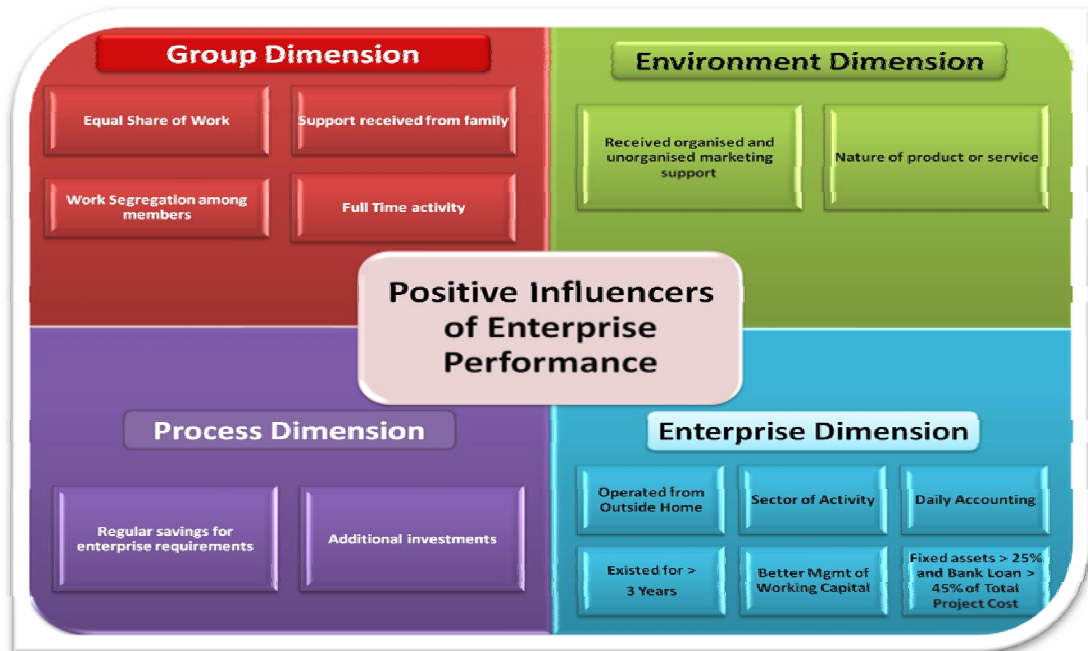 Group Dimension
Equal Share of Work
Support received from family
Work Segregation among
members
Full Time activity
Environment Dimension
Received organised and
unorganised marketing
support
Nature of product or service
Positive Influencers
of Enterprise
Performance
Process Dimension
Regular savings for
enterprise requirements
Additional investments
Enterprise Dimension
Operated from
Outside Home
Sector of Activity
Daily Accounting
Existed for >
3 Years
Better Mgmt of
Working Capital
Fixed assets > 25%
and Bank Loan >
45% of Total
Project Cost